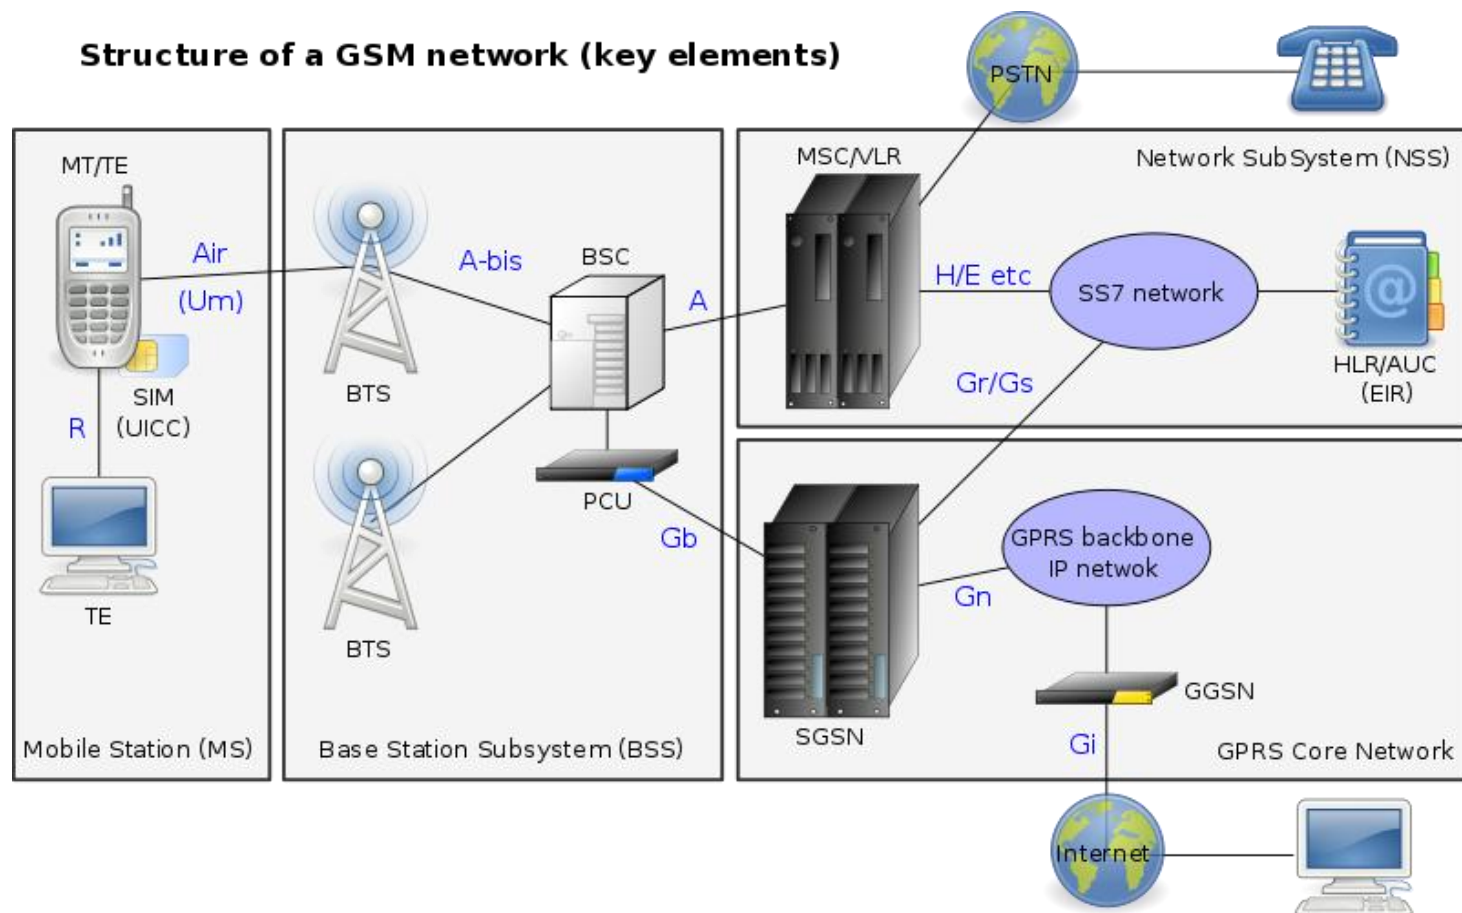 Structure of a GSM network (key elements)
PSTN
MT/TE
Air
(Um)
SIM
(UICC)
R
TE
Mobile Station (MS)
BTS
A-bis
BSC
BTS
PCU
Gb
A
Base Station Subsystem (BSS)
MSC/VLR
Network SubSystem (NSS)
H/E etc
SS7 network
HLR/AUC
(EIR)
Gr/Gs
GPRS backbone
IP netwok
Gn
SGSN
GGSN
Gi
GPRS Core Network
Internet